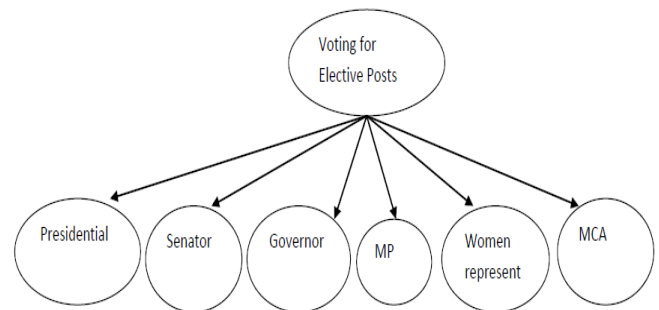 Voting for
Elective Posts
Presidential
Senator
Governor
MP
Women
represent
MCA